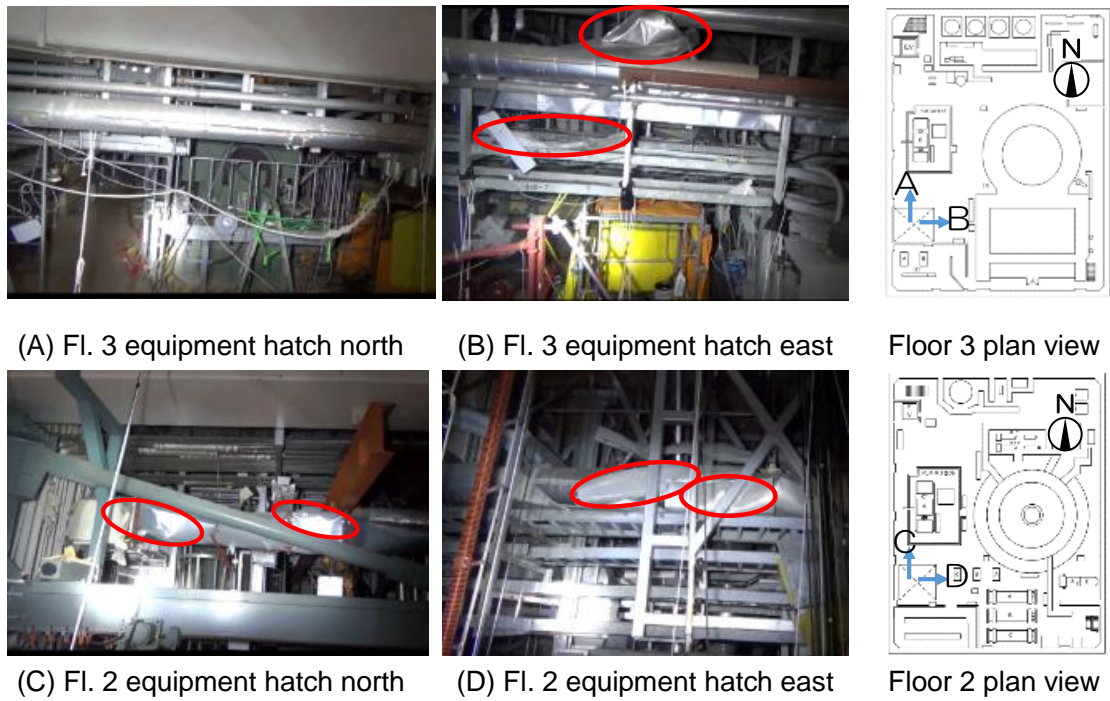 N
A
B
(A) Fl. 3 equipment hatch north
(B) Fl. 3 equipment hatch east
Floor 3 plan view
N
C
D
(C) Fl. 2 equipment hatch north
(D) Fl. 2 equipment hatch east
Floor 2 plan view